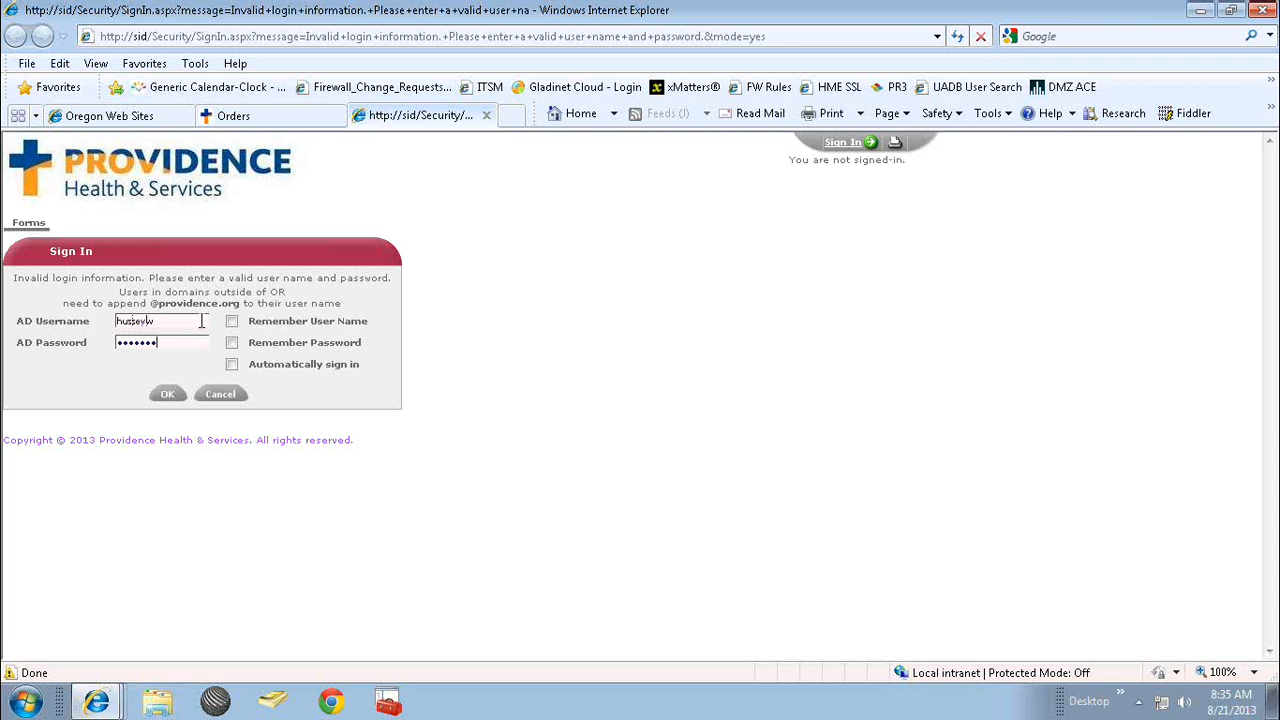 http://sid/Security/SignIn.aspx?message=Invalid+login+information.+Please+enter+a+valid+user+na - Windows Internet Explorer
http://sid/Security/SignIn.aspx?message=Invalid+login+information.+Please+enter+a+valid+user+name+and+password.&mode=yes
Google
File Edit View Favorites Tools Help
Favorites Generic Calendar-Clock - ... Firewall_Change_Requests... ITSM Gladinet Cloud - Login xMatters® FW Rules HME SSL PR3 UADB User Search DMZ ACE
Oregon Web Sites Orders http://sid/Security/... Home Feeds (J) Read Mail Print Page Safety Tools Help Research Fiddler
PROVIDENCE
Health & Services
Sign In
You are not signed-in.
Forms
Sign In
Invalid login information. Please enter a valid user name and password.
Users in domains outside of OR
need to append @providence.org to their user name
AD Username husseyw Remember User Name
AD Password ••••••• Remember Password
Automatically sign in
OK Cancel
Copyright © 2013 Providence Health & Services. All rights reserved.
Done Local intranet | Protected Mode: Off 100%
Desktop 8:35 AM
8/21/2013